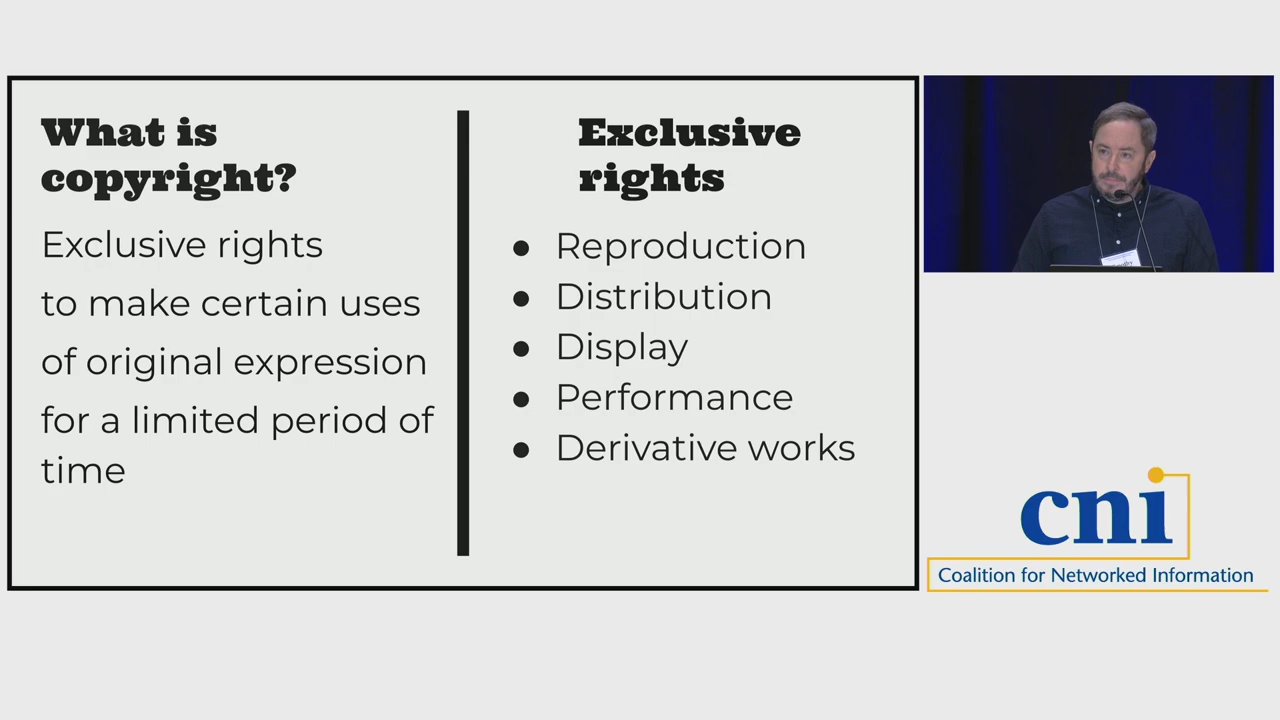 What is
copyright?
Exclusive rights
to make certain uses
of original expression
for a limited period of
time
Exclusive
rights
● Reproduction
● Distribution
● Display
● Performance
● Derivative works
cni
Coalition for Networked Information